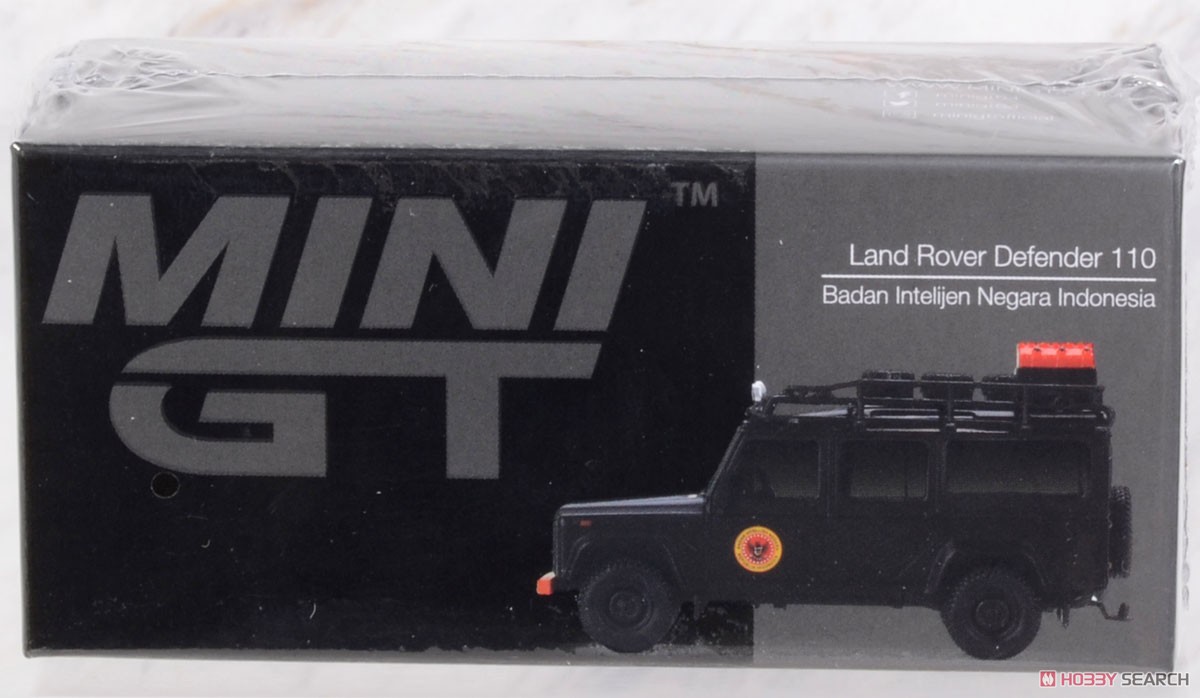 MINI
GT
TM
Land Rover Defender 110
Badan Intelijen Negara Indonesia
HOBBY SEARCH